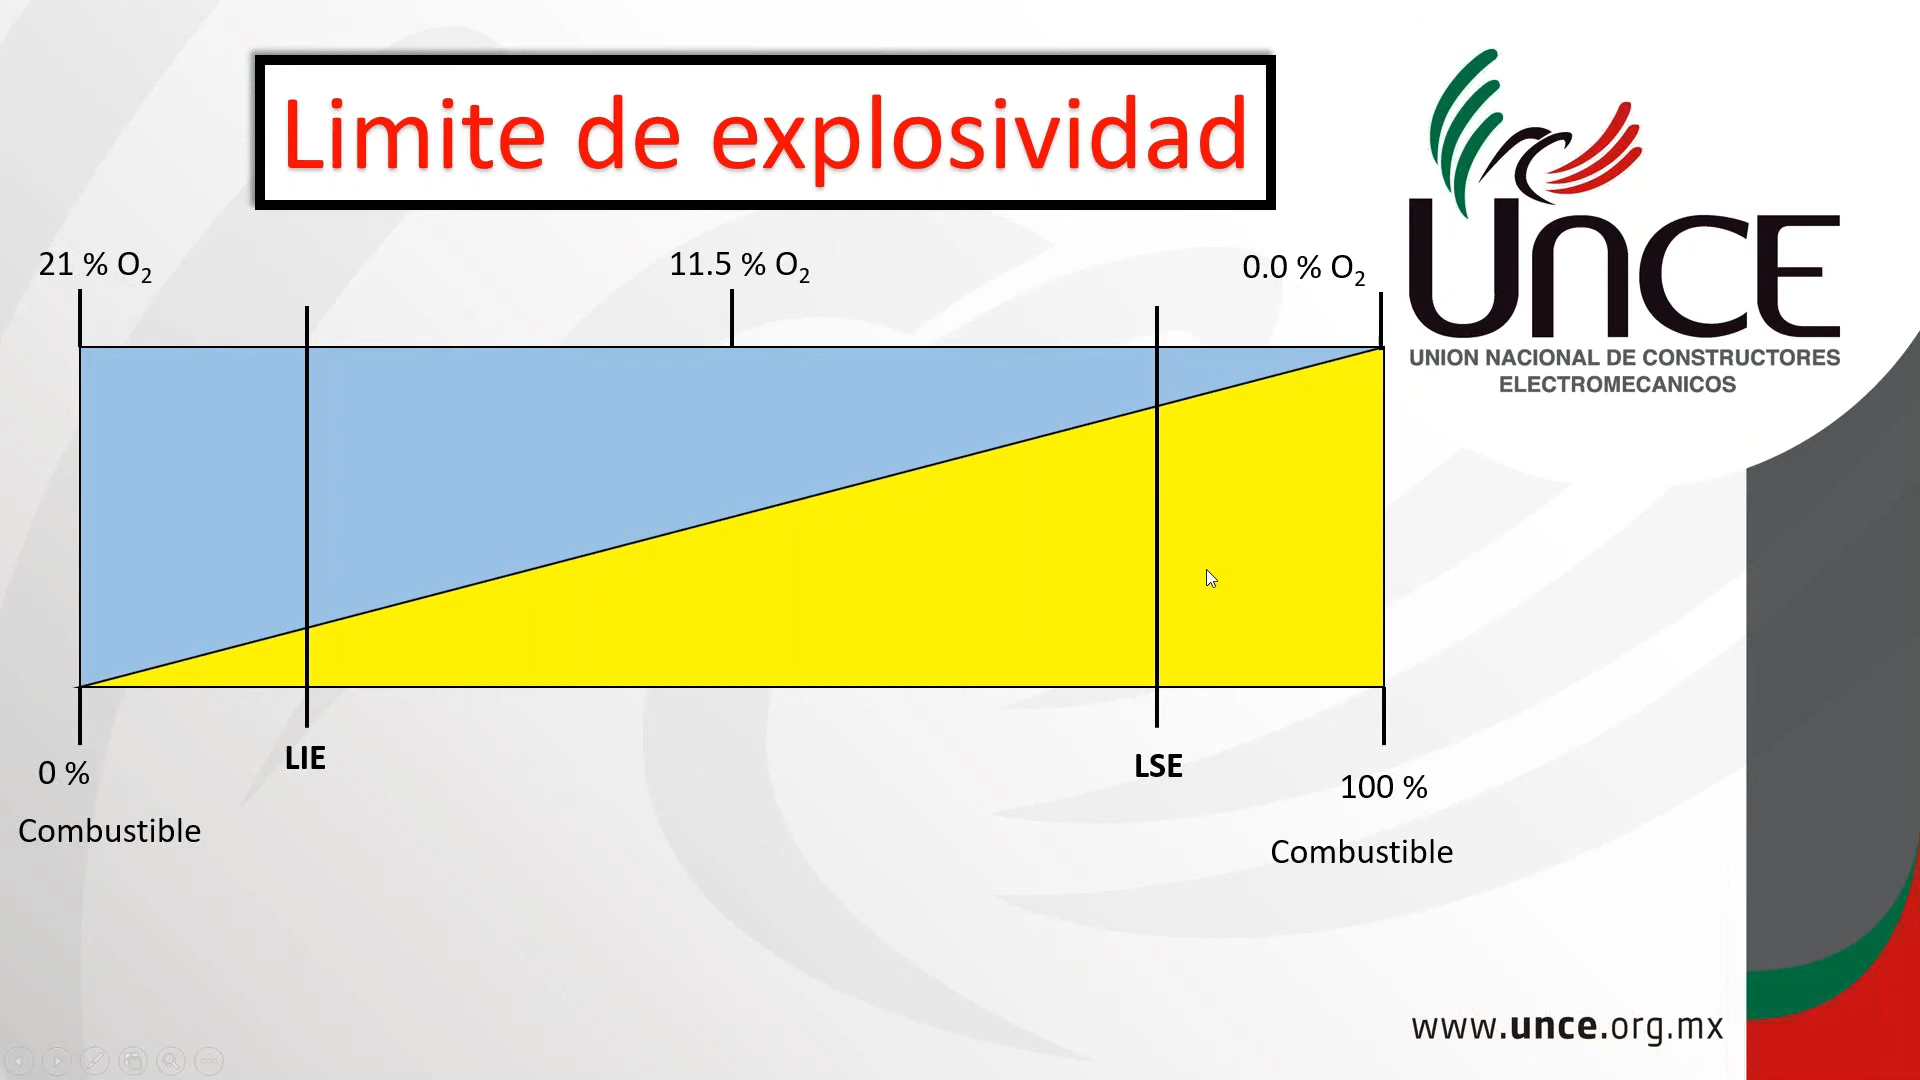 Limite de explosividad
UNCE
UNION NACIONAL DE CONSTRUCTORES
ELECTROMECANICOS
21 % O₂
11.5 % O₂
0.0 % O₂
LIE
LSE
0 %
Combustible
100 %
Combustible
www.unce.org.mx